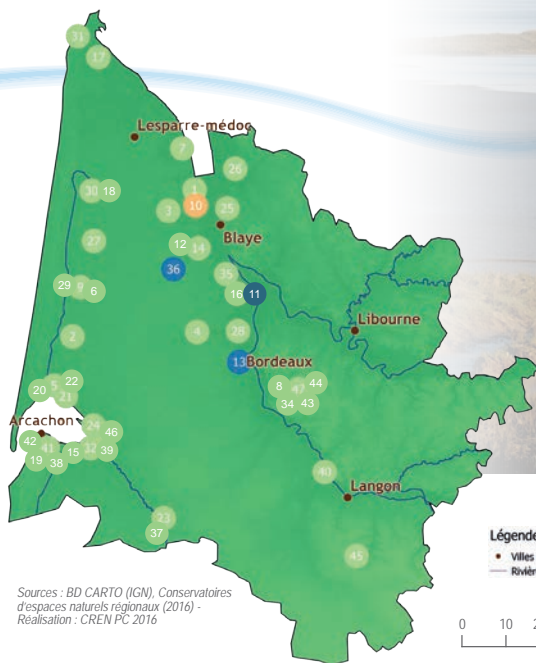 31
17
Lesparre-médoc
7
26
30 18
1
10
3
25
Blaye
27
12 14
36
35
29 9 6
16 11
2
4
28
Libourne
13 Bordeaux
20 5 22
21
8 44
34 43
Arcachon
24
46
42
41
15 32 39
19
38
40
Langon
23
37
45
Légende
Villes
Sources : BD CARTO (IGN), Conservatoires
d'espaces naturels régionaux (2016) -
Réalisation : CREN PC 2016
0 10